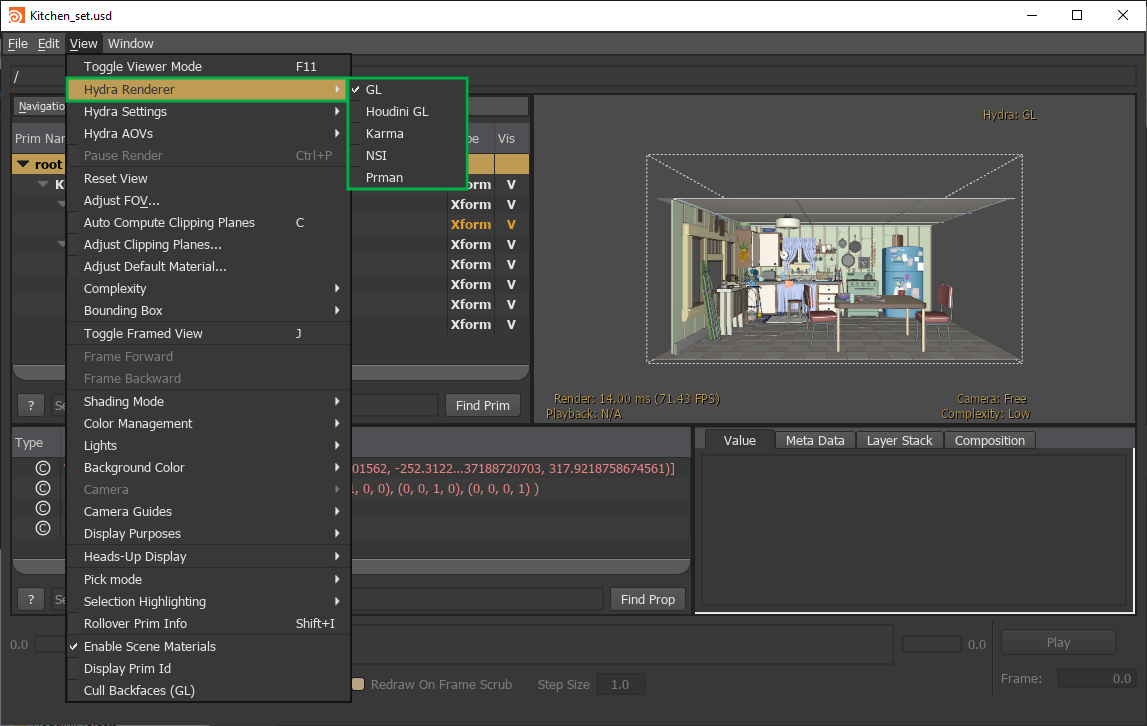 Kitchen_set.usd
File Edit View Window
Toggle Viewer Mode F11
/
Hydra Renderer
GL
Houdini GL
Karma
NSI
Prman
Hydra Settings
Hydra AOVs
Pause Render Ctrl+P
Reset View
Adjust FOV...
Auto Compute Clipping Planes C
Adjust Clipping Planes...
Adjust Default Material...
Complexity
Bounding Box
Toggle Framed View J
Frame Forward
Frame Backward
Shading Mode
Color Management
Lights
Background Color
Camera
Camera Guides
Display Purposes
Heads-Up Display
Pick mode
Selection Highlighting
Rollover Prim Info Shift+I
Enable Scene Materials
Display Prim Id
Cull Backfaces (GL)
Vis
root
V
Xform V
Xform V
Xform V
Xform V
Xform V
Xform V
Xform V
? Find Prim
Hydra: GL
Render: 14.00 ms (71.43 FPS)
Playback: N/A
Camera: Free
Complexity: Low
Type
01562, -252.3122...37188720703, 317.9218758674561)]
, 0, 0), (0, 0, 1, 0), (0, 0, 0, 1) )
? Find Prop
Value Meta Data Layer Stack Composition
0.0 0.0 Play
Redraw On Frame Scrub Step Size 1.0 Frame: 0.0